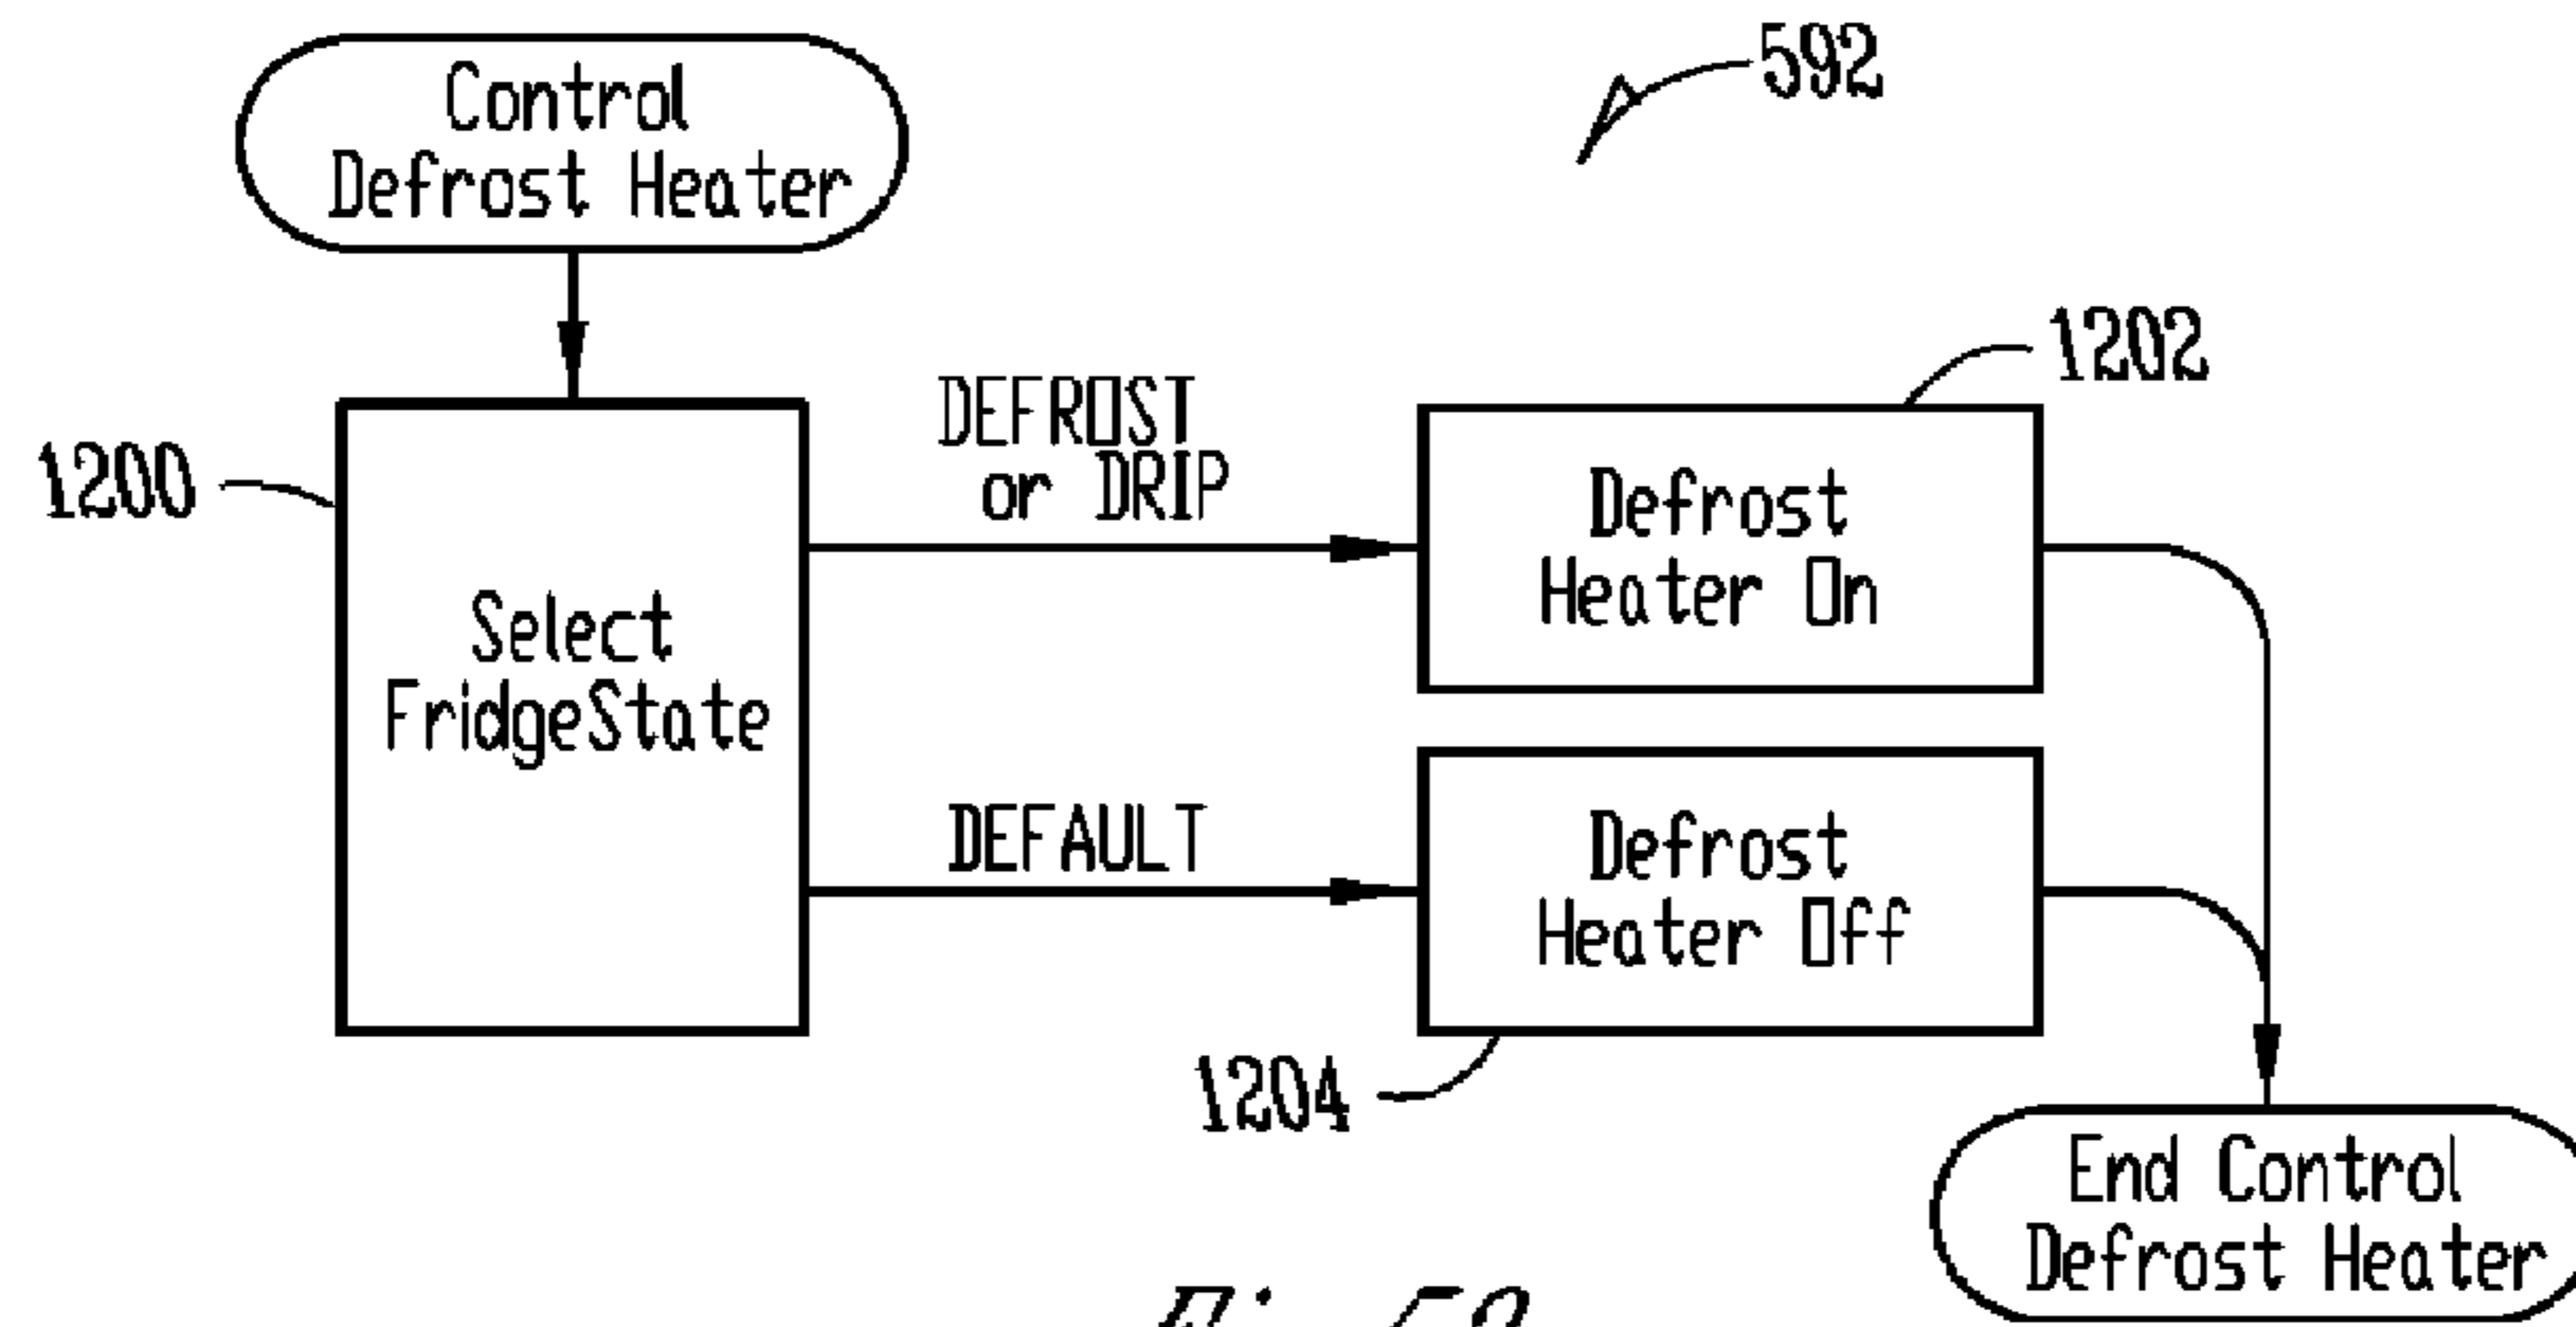 Control
Defrost Heater
592
1200
Select
FridgeState
DEFROST
or DRIP
1202
Defrost
Heater On
DEFAULT
Defrost
Heater Off
1204
End Control
Defrost Heater